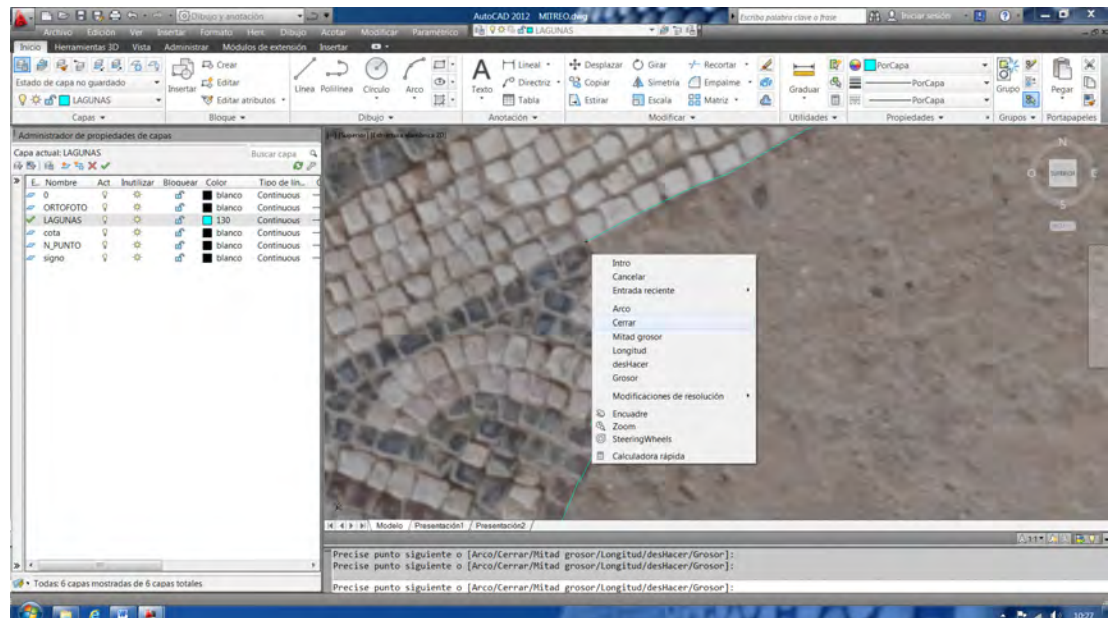 Dibujo y anotación
AutoCAD 2012 MITREO.dwg
Escriba palabra clave o frase
Iniciar sesión
Archivo Edición Ver Insertar Formato Herr. Dibujo Acotar Modificar Paramétrico
LAGUNAS
Inicio Herramientas 3D Vista Administrar Módulos de extensión Insertar
Estado de capa no guardado
LAGUNAS
Insertar
Crear
Editar
Editar atributos
Línea Polilínea Círculo Arco
Texto
Lineal
Directriz
Tabla
Desplazar Girar Recortar
Copiar Simetría Empalme
Estirar Escala Matriz
Graduar
PorCapa
PorCapa
PorCapa
Grupo
Pegar
Capas Bloque Dibujo Anotación Modificar Utilidades Propiedades Grupos Portapapeles
Administrador de propiedades de capas
Capa actual: LAGUNAS
Buscar capa
E.. Nombre Act Inutilizar Bloquear Color Tipo de lín...
0 blanco Continuous
ORTOFOTO blanco Continuous
LAGUNAS 130 Continuous
cota blanco Continuous
N_PUNTO blanco Continuous
signo blanco Continuous
N
O SUPERIOR E
S
Intro
Cancelar
Entrada reciente
Arco
Cerrar
Mitad grosor
Longitud
desHacer
Grosor
Modificaciones de resolución
Encuadre
Zoom
SteeringWheels
Calculadora rápida
Modelo Presentación1 Presentación2
1:1
Precise punto siguiente o [Arco/Cerrar/Mitad grosor/Longitud/desHacer/Grosor]:
Precise punto siguiente o [Arco/Cerrar/Mitad grosor/Longitud/desHacer/Grosor]:
Precise punto siguiente o [Arco/Cerrar/Mitad grosor/Longitud/desHacer/Grosor]:
Todas: 6 capas mostradas de 6 capas totales
10:27